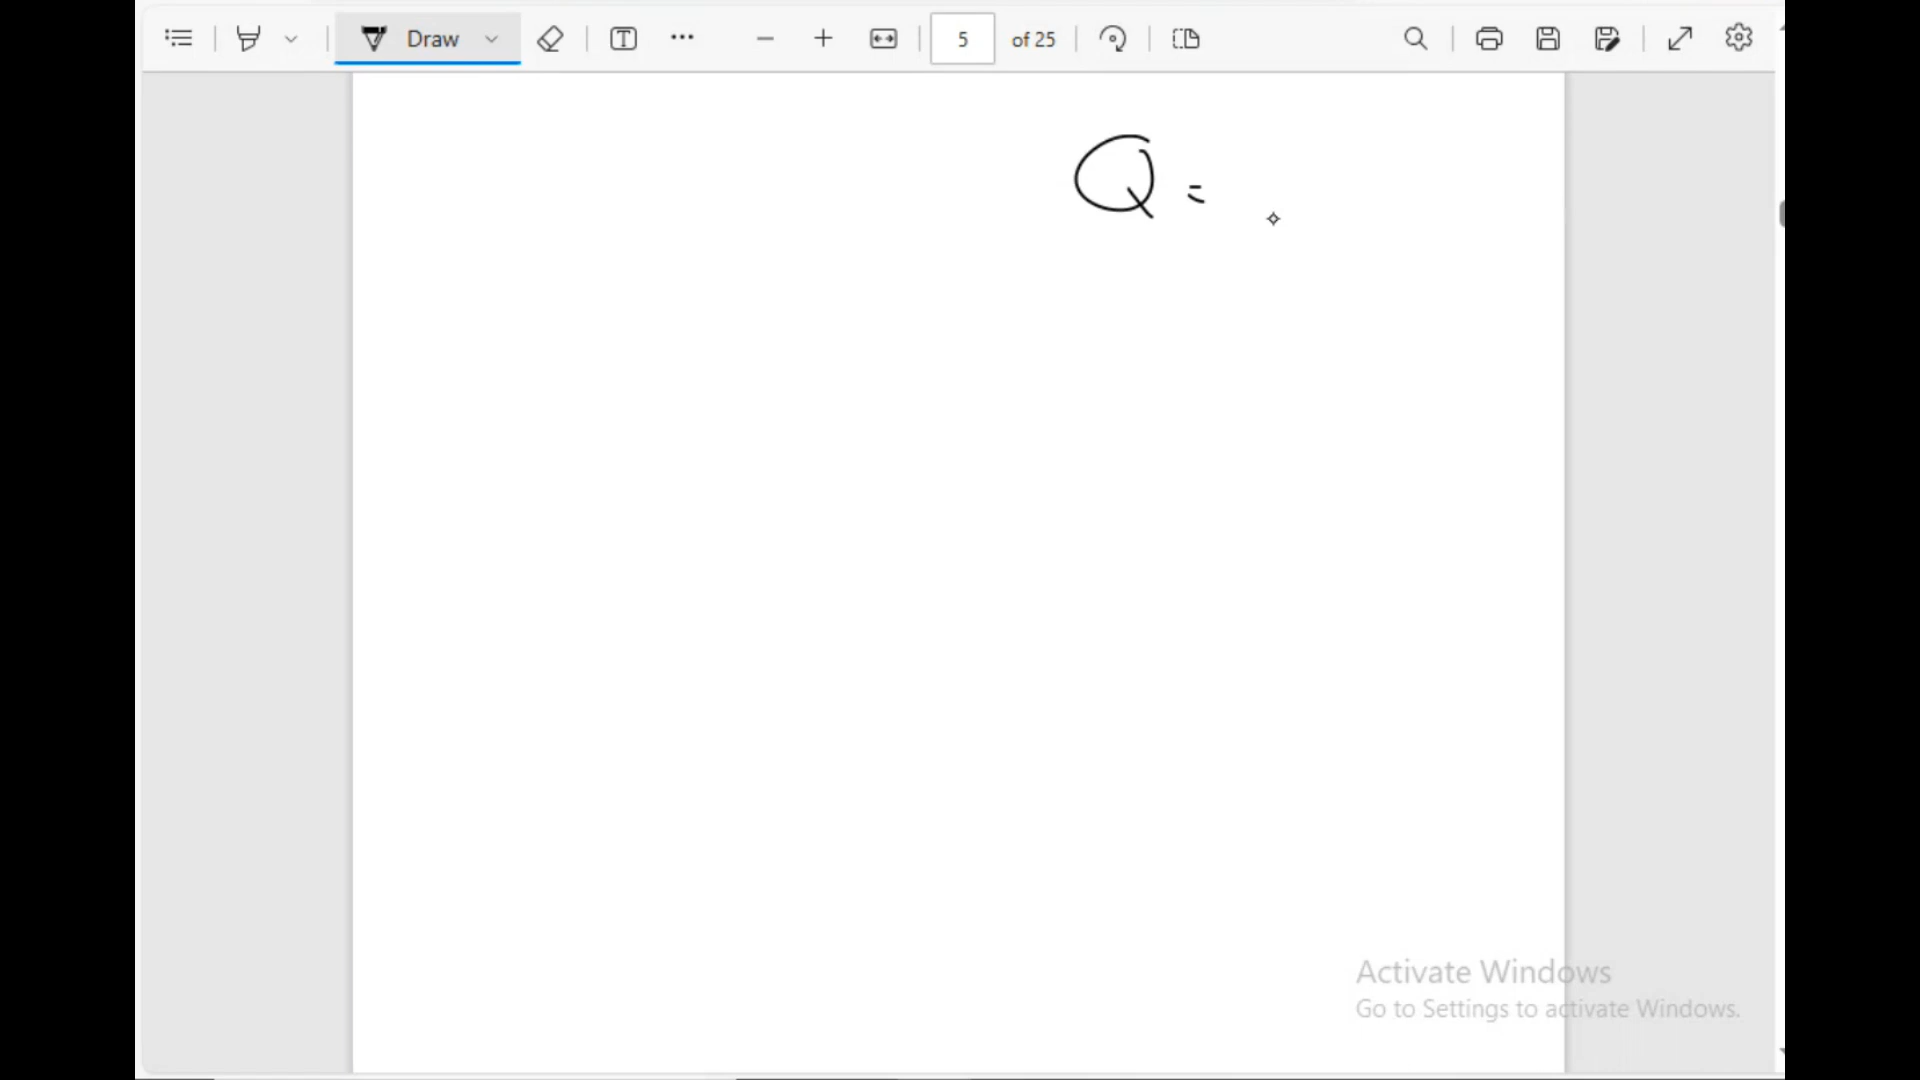 Draw
5 of 25
Q =
Activate Windows
Go to Settings to activate Windows.